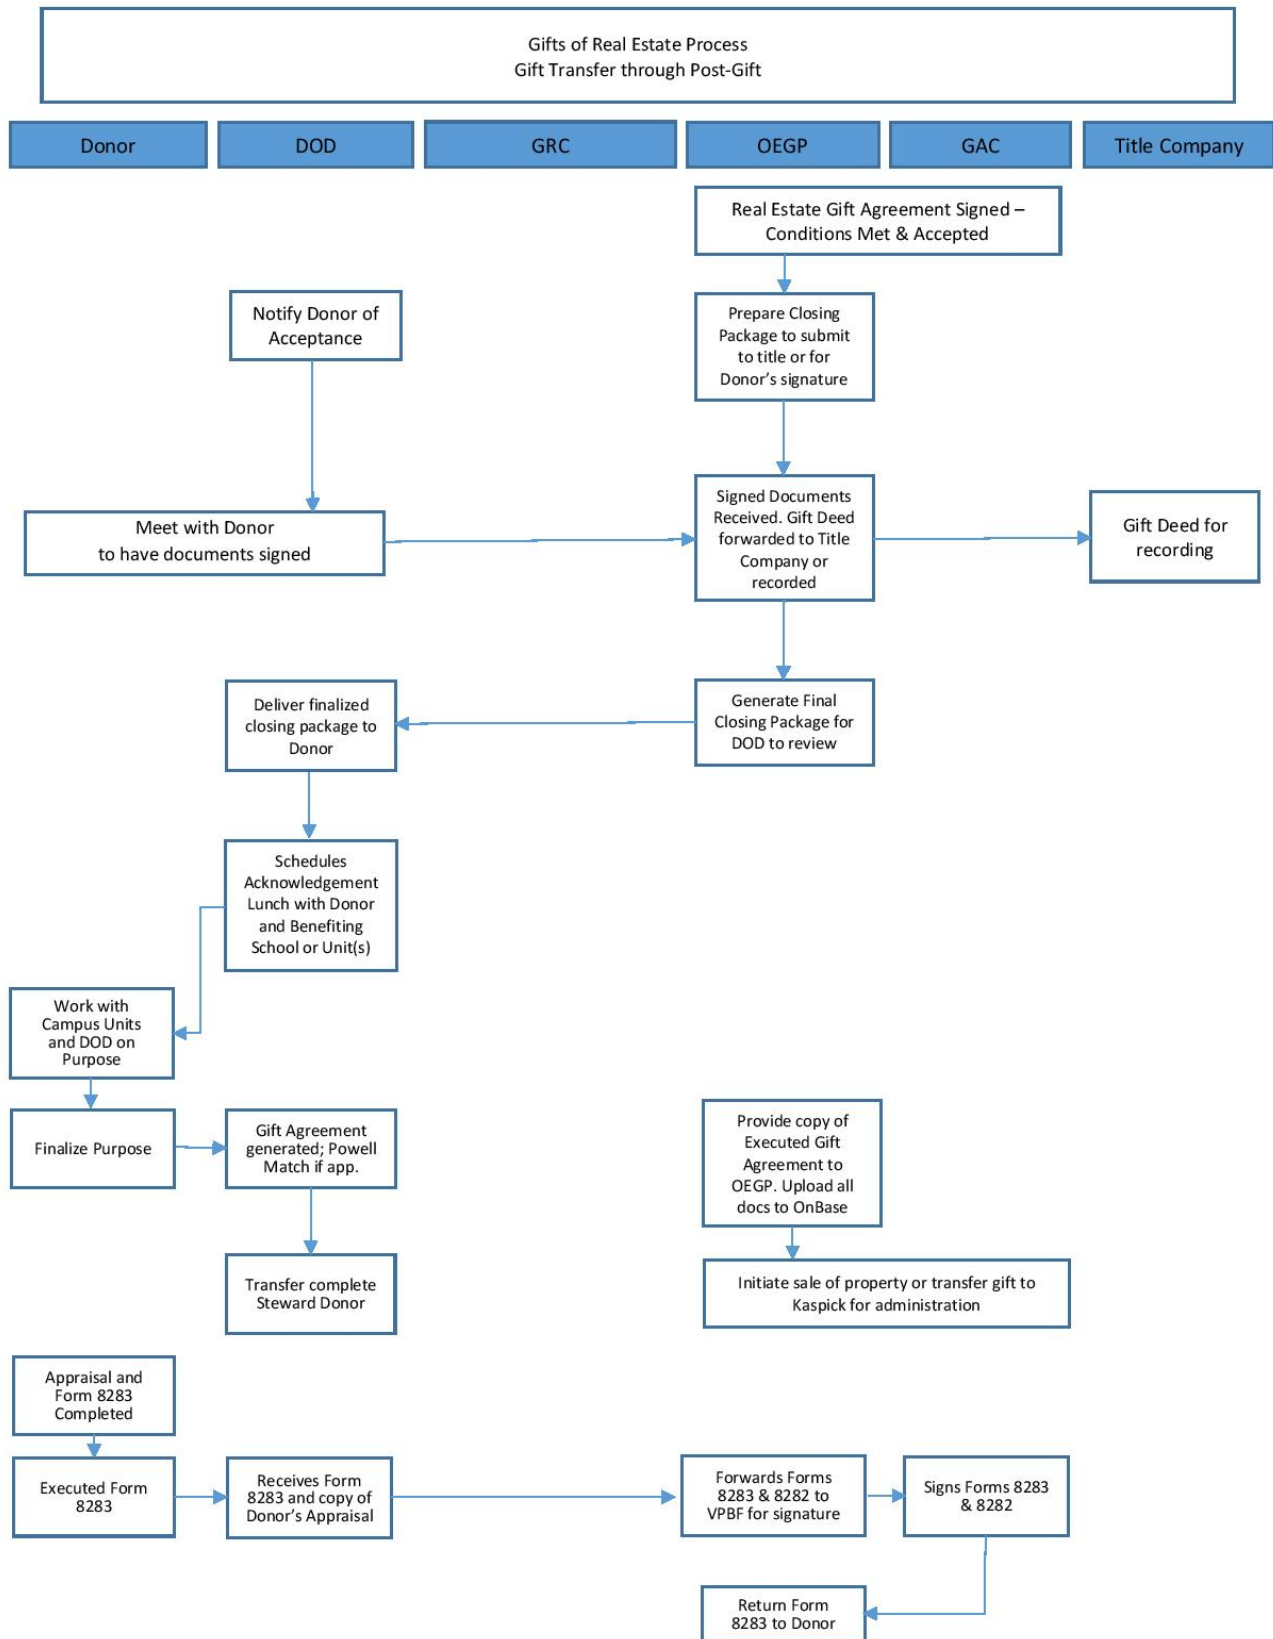 Gifts of Real Estate Process
Gift Transfer through Post-Gift
Donor
DOD
GRC
OEGP
GAC
Title Company
Real Estate Gift Agreement Signed –
Conditions Met & Accepted
Notify Donor of
Acceptance
Prepare Closing
Package to submit
to title or for
Donor’s signature
Meet with Donor
to have documents signed
Signed Documents
Received. Gift Deed
forwarded to Title
Company or
recorded
Gift Deed for
recording
Deliver finalized
closing package to
Donor
Generate Final
Closing Package for
DOD to review
Schedules
Acknowledgement
Lunch with Donor
and Benefiting
School or Unit(s)
Work with
Campus Units
and DOD on
Purpose
Finalize Purpose
Gift Agreement
generated; Powell
Match if app.
Provide copy of
Executed Gift
Agreement to
OEGP. Upload all
docs to OnBase
Transfer complete
Steward Donor
Initiate sale of property or transfer gift to
Kaspick for administration
Appraisal and
Form 8283
Completed
Executed Form
8283
Receives Form
8283 and copy of
Donor’s Appraisal
Forwards Forms
8283 & 8282 to
VPBF for signature
Signs Forms 8283
& 8282
Return Form
8283 to Donor